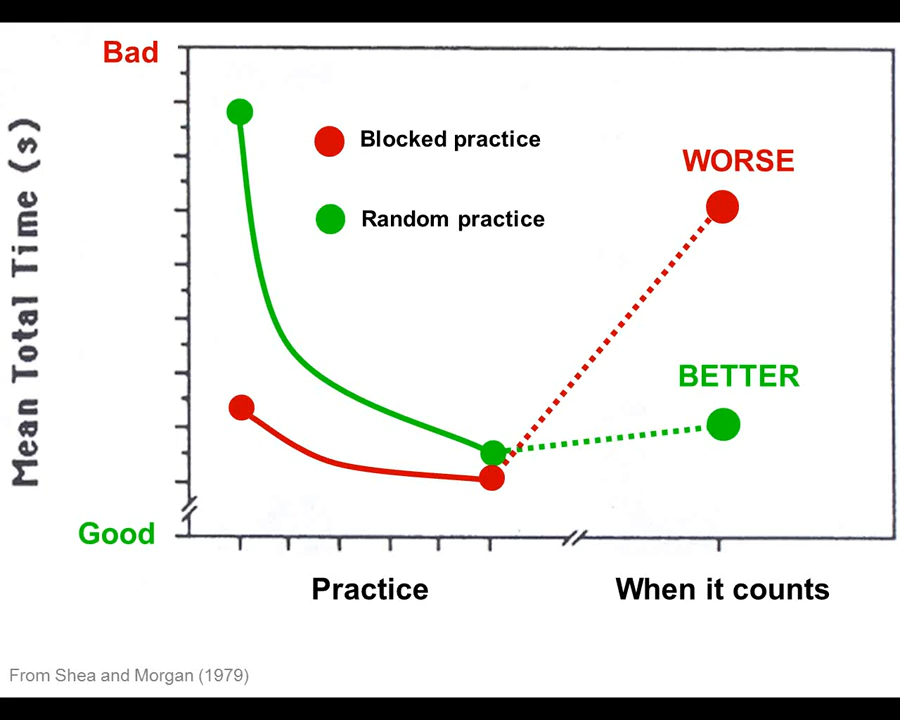 Bad
Mean Total Time (s)
Blocked practice
Random practice
WORSE
BETTER
Good
Practice
When it counts
From Shea and Morgan (1979)